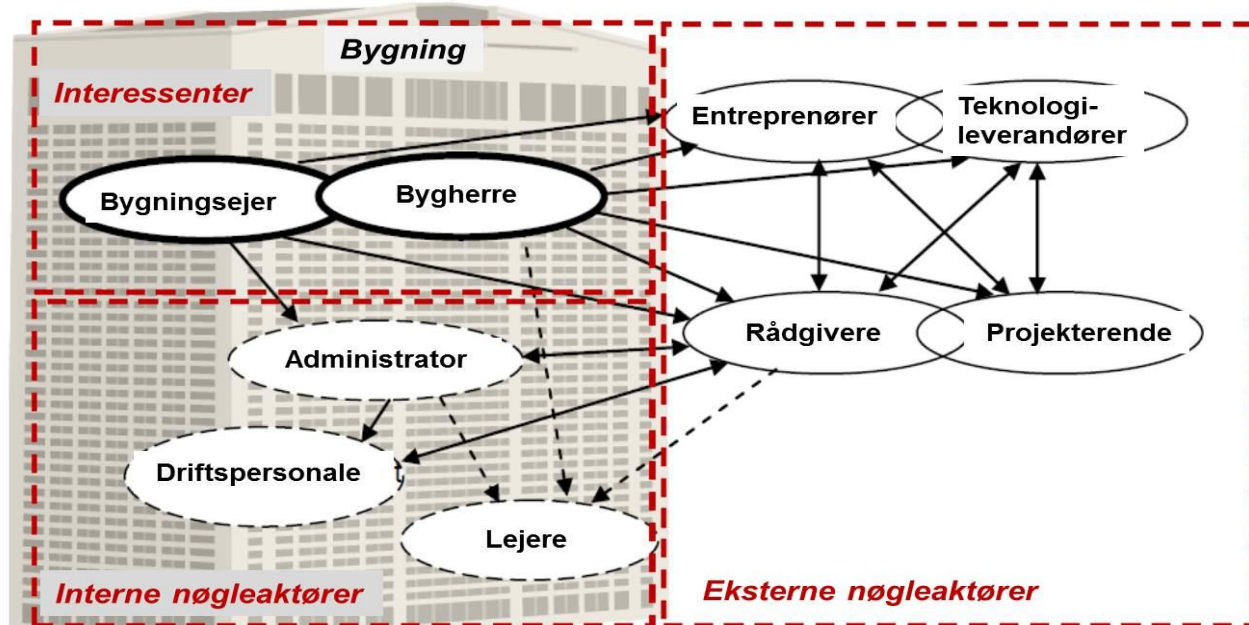 Bygning
Interessenter
Entreprenører
Teknologi-
leverandører
Bygningsejer
Bygherre
Rådgivere
Projekterende
Administrator
Driftspersonale t
Lejere
Interne nøgleaktører
Eksterne nøgleaktører